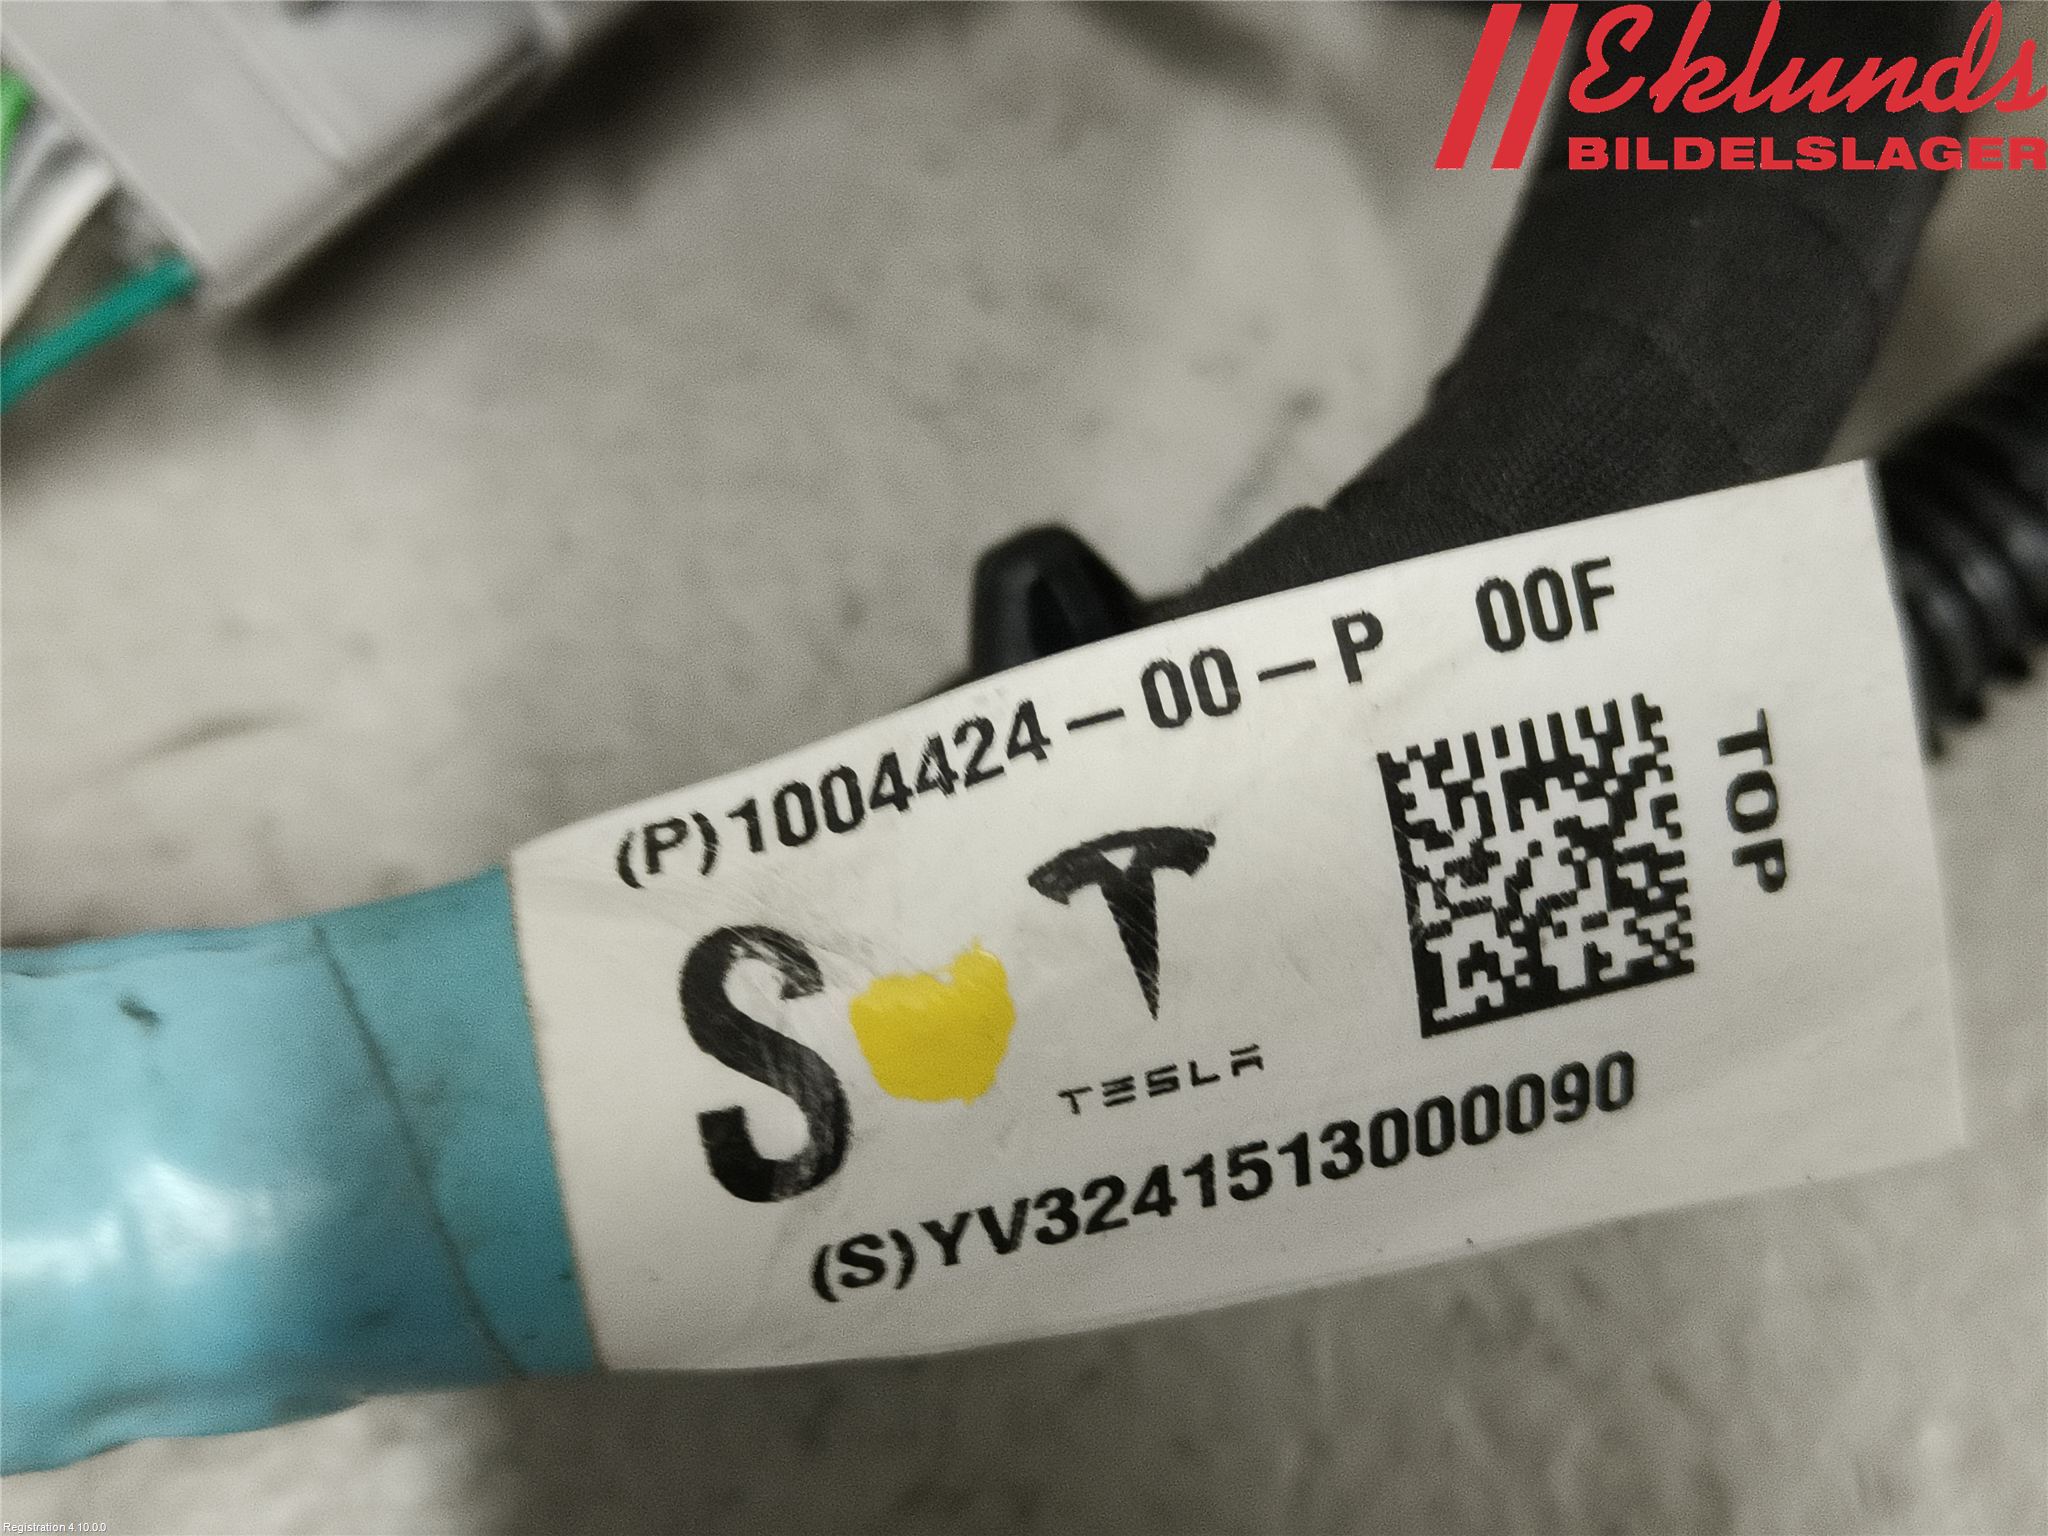 Eklunds
BILDELSLAGER
(P)1004424-00-P 00F
TOP
S
TESLA
(S)YV3241513000090
Registration 4.10.0.0